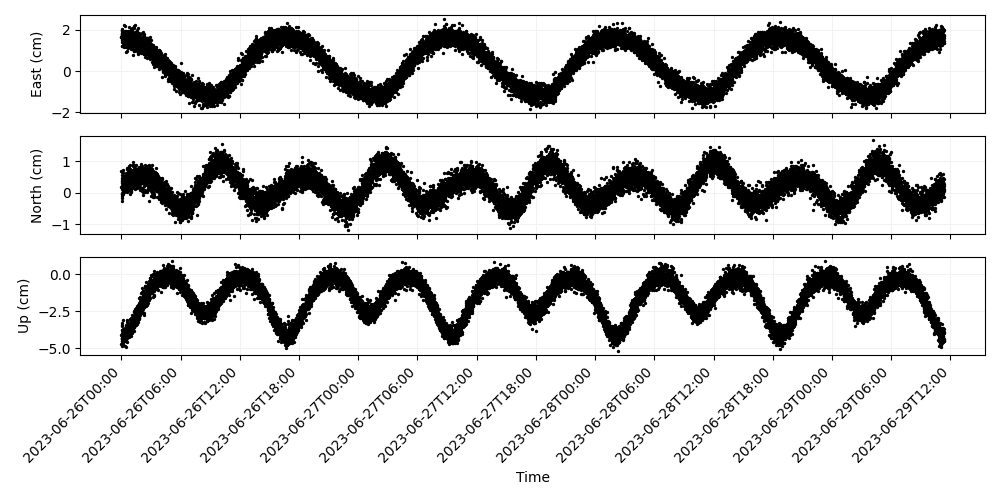 East (cm)
2
0
−2
North (cm)
1
0
−1
Up (cm)
0.0
−2.5
−5.0
2023-06-26T00:00
2023-06-26T06:00
2023-06-26T12:00
2023-06-26T18:00
2023-06-27T00:00
2023-06-27T06:00
2023-06-27T12:00
2023-06-27T18:00
2023-06-28T00:00
2023-06-28T06:00
2023-06-28T12:00
2023-06-28T18:00
2023-06-29T00:00
2023-06-29T06:00
2023-06-29T12:00
Time